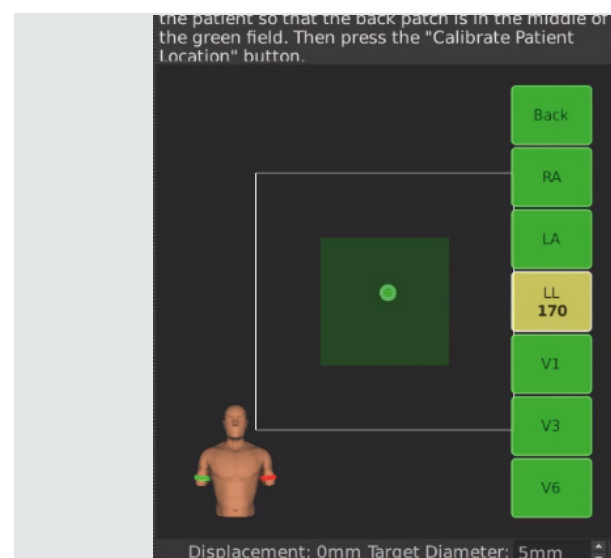 the patient so that the back patch is in the middle of
the green field. Then press the "Calibrate Patient
Location" button.
Back
RA
LA
LL
170
V1
V3
V6
Displacement: 0mm Target Diameter: 5mm